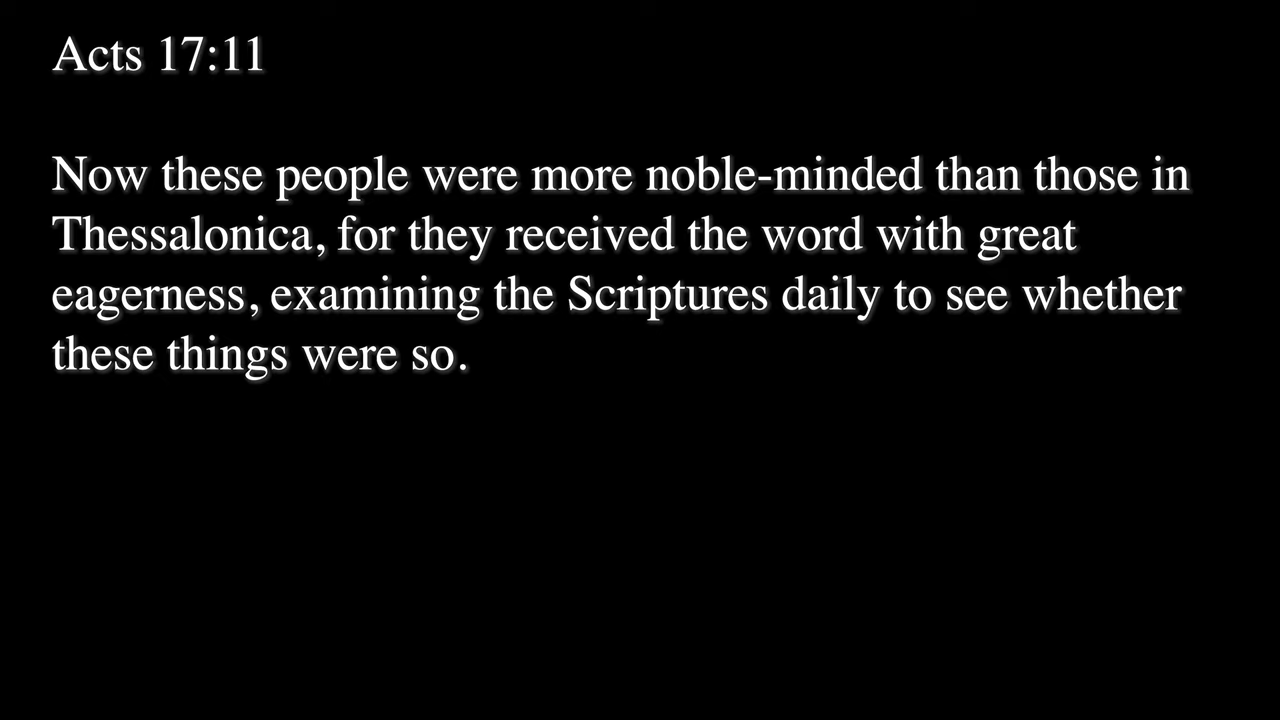 Acts 17:11
Now these people were more noble-minded than those in
Thessalonica, for they received the word with great
eagerness, examining the Scriptures daily to see whether
these things were so.